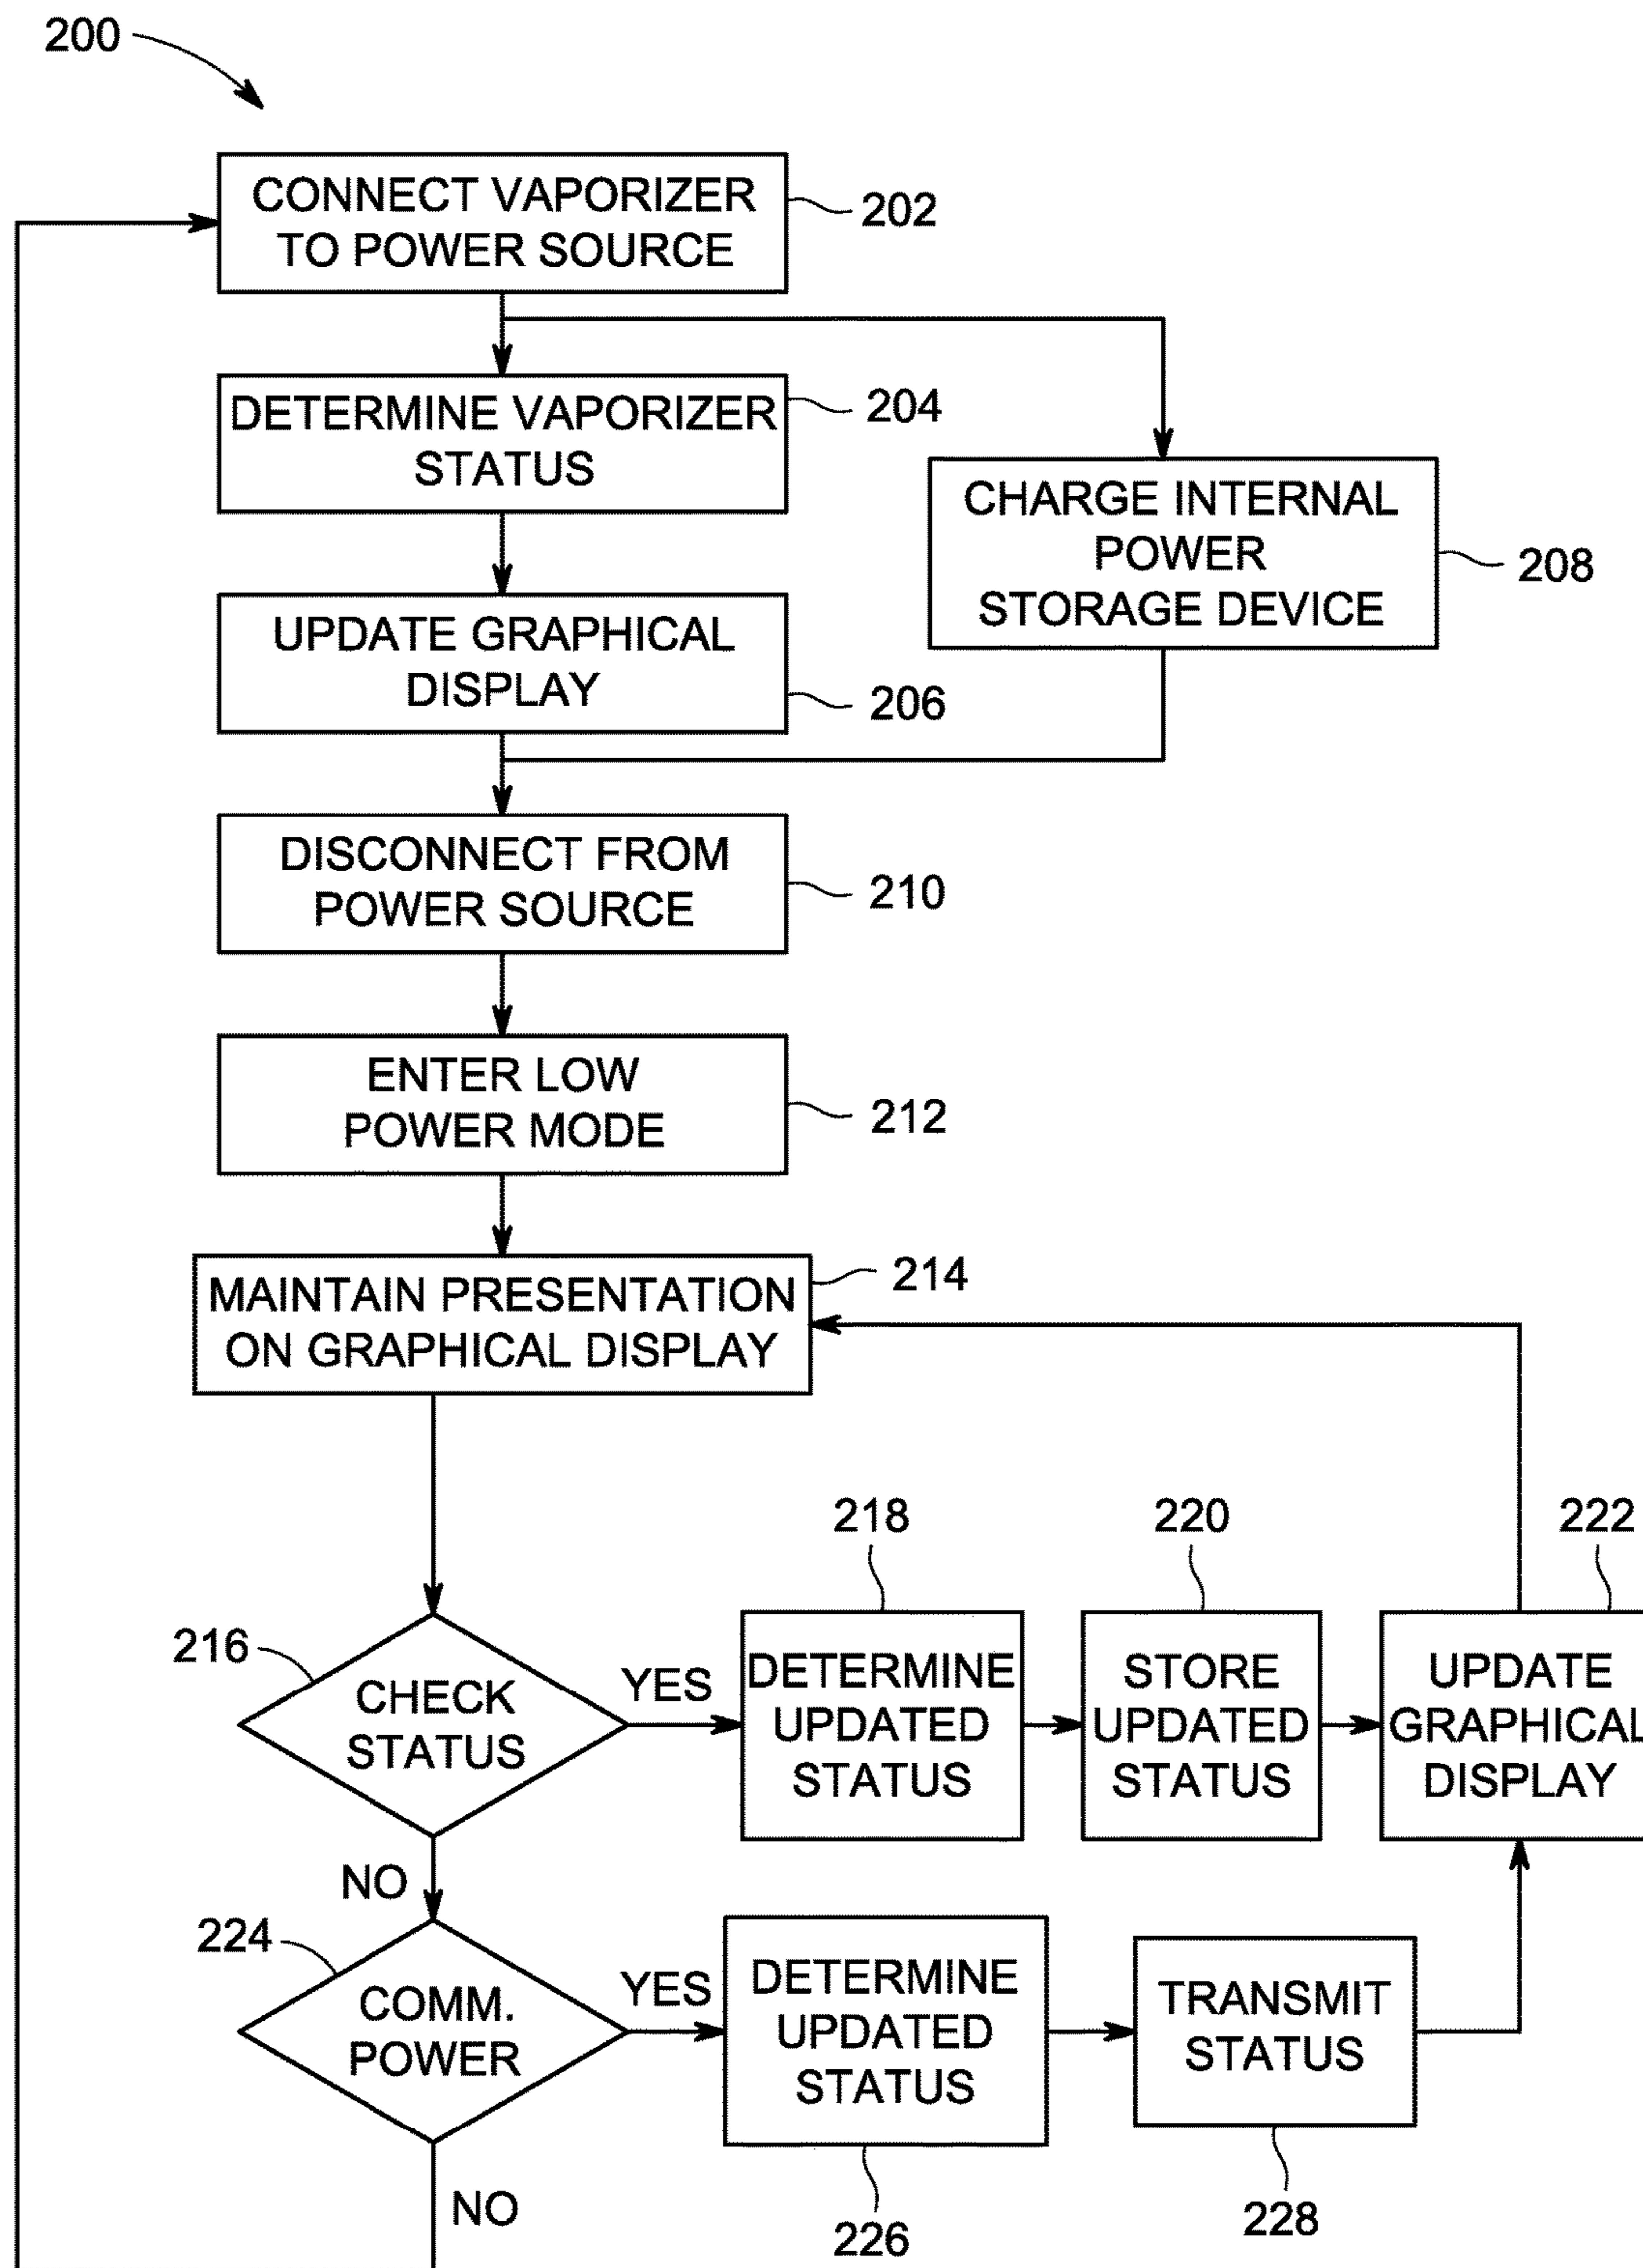 200
CONNECT VAPORIZER
TO POWER SOURCE
202
DETERMINE VAPORIZER
STATUS
204
CHARGE INTERNAL
POWER
STORAGE DEVICE
208
UPDATE GRAPHICAL
DISPLAY
206
DISCONNECT FROM
POWER SOURCE
210
ENTER LOW
POWER MODE
212
MAINTAIN PRESENTATION
ON GRAPHICAL DISPLAY
214
216
CHECK
STATUS
YES
218
DETERMINE
UPDATED
STATUS
220
STORE
UPDATED
STATUS
222
UPDATE
GRAPHICAL
DISPLAY
NO
224
COMM.
POWER
YES
DETERMINE
UPDATED
STATUS
226
TRANSMIT
STATUS
228
NO